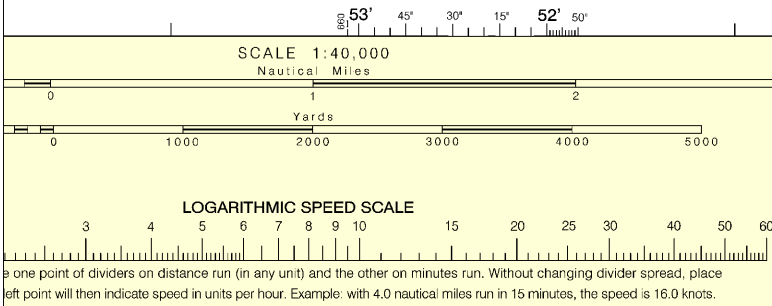 660 53' 45" 30" 15" 52' 50"
SCALE 1:40,000
Nautical Miles
0 1 2
Yards
0 1000 2000 3000 4000 5000
LOGARITHMIC SPEED SCALE
3 4 5 6 7 8 9 10 15 20 25 30 40 50 60
e one point of dividers on distance run (in any unit) and the other on minutes run. Without changing divider spread, place
left point will then indicate speed in units per hour. Example: with 4.0 nautical miles run in 15 minutes, the speed is 16.0 knots.